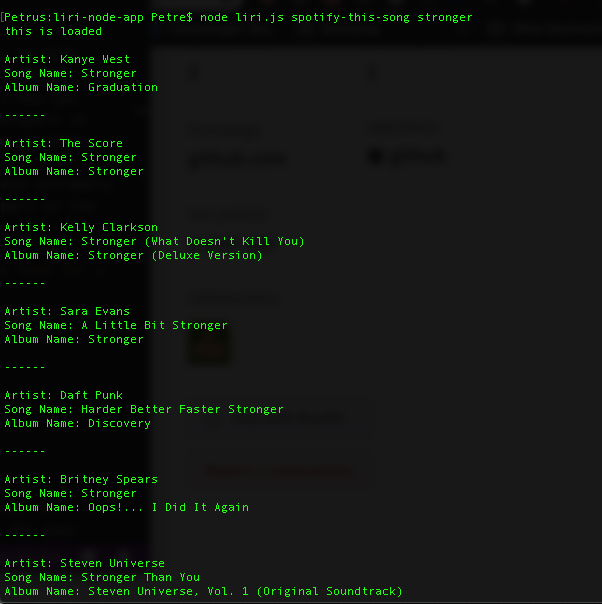 [Petrus:liri-node-app Petre$ node liri.js spotify-this-song stronger
this is loaded
Artist: Kanye West
Song Name: Stronger
Album Name: Graduation
------
Artist: The Score
Song Name: Stronger
Album Name: Stronger
------
Artist: Kelly Clarkson
Song Name: Stronger (What Doesn't Kill You)
Album Name: Stronger (Deluxe Version)
------
Artist: Sara Evans
Song Name: A Little Bit Stronger
Album Name: Stronger
------
Artist: Daft Punk
Song Name: Harder Better Faster Stronger
Album Name: Discovery
------
Artist: Britney Spears
Song Name: Stronger
Album Name: Oops!... I Did It Again
------
Artist: Steven Universe
Song Name: Stronger Than You
Album Name: Steven Universe, Vol. 1 (Original Soundtrack)